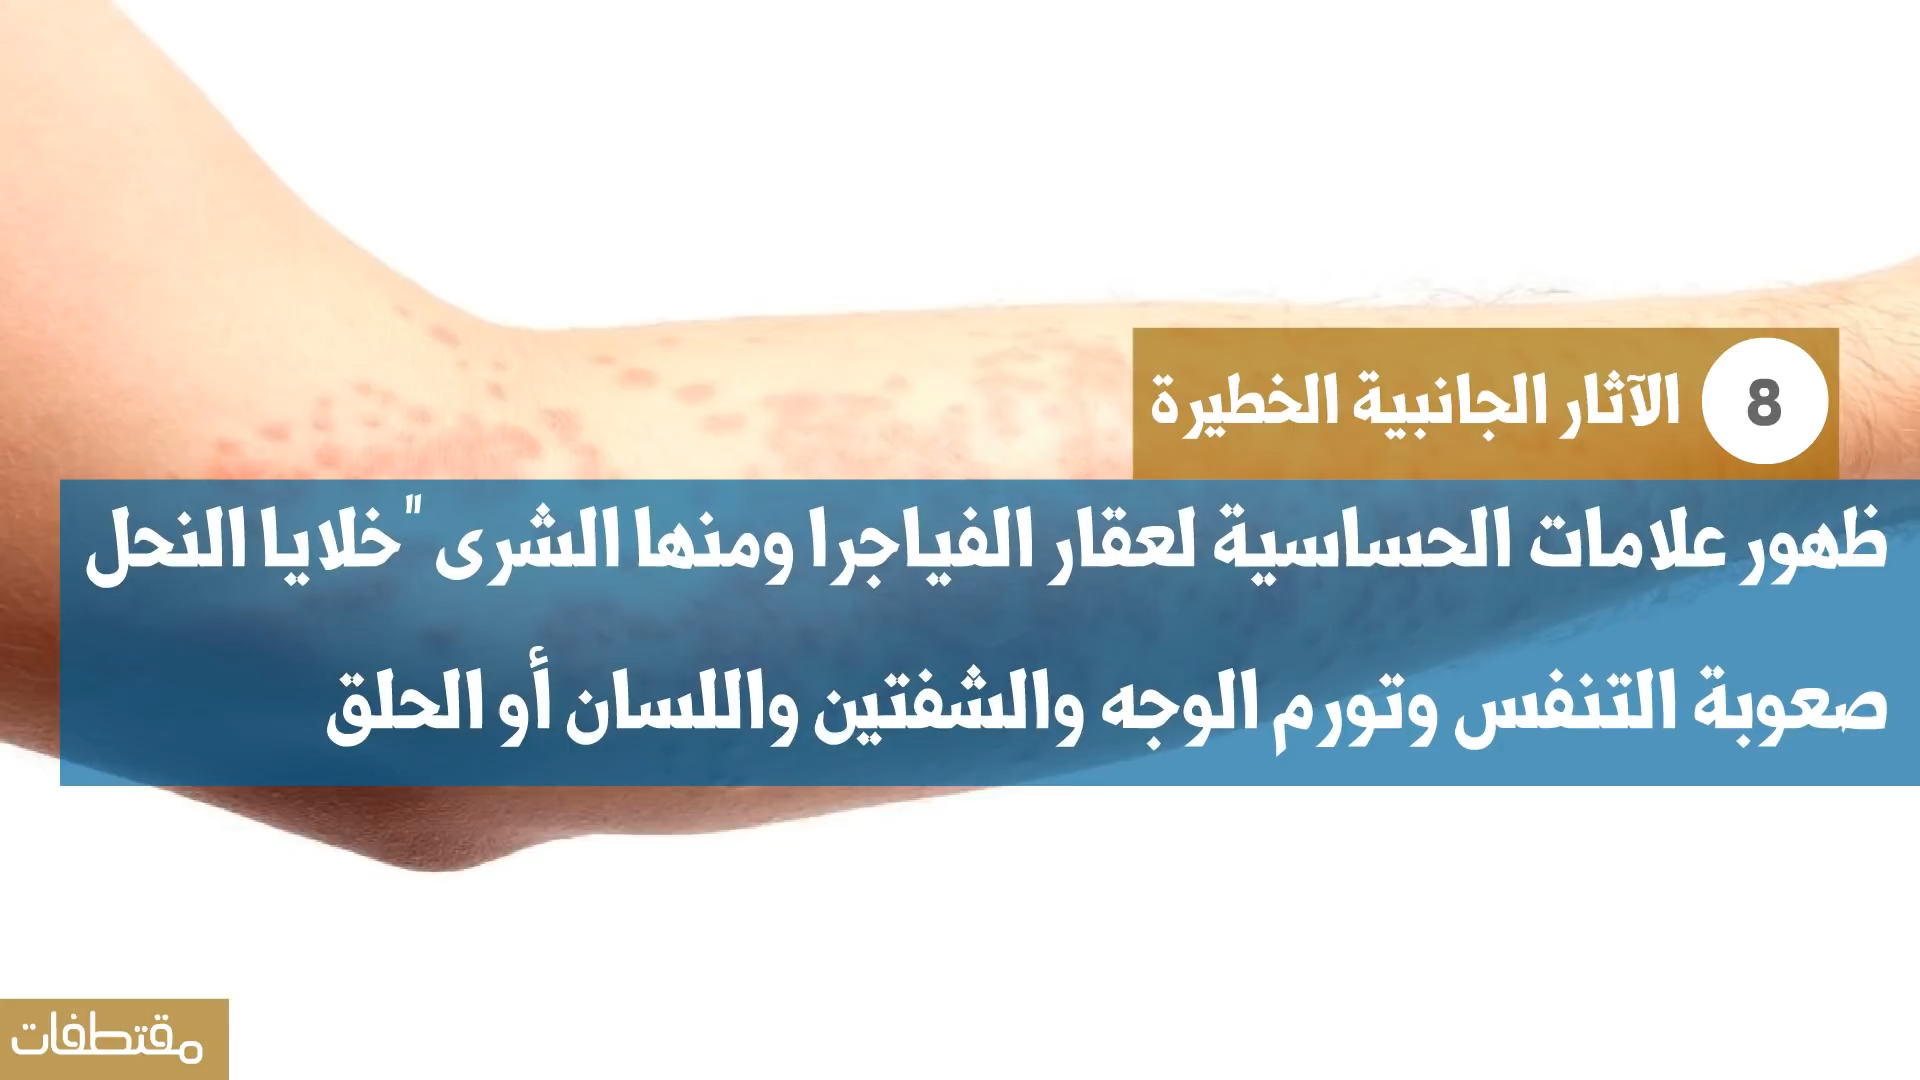 8 الآثار الجانبية الخطيرة
ظهور علامات الحساسية لعقار الفياجرا ومنها الشرى "خلايا النحل
صعوبة التنفس وتورم الوجه والشفتين واللسان أو الحلق
مقتطفات